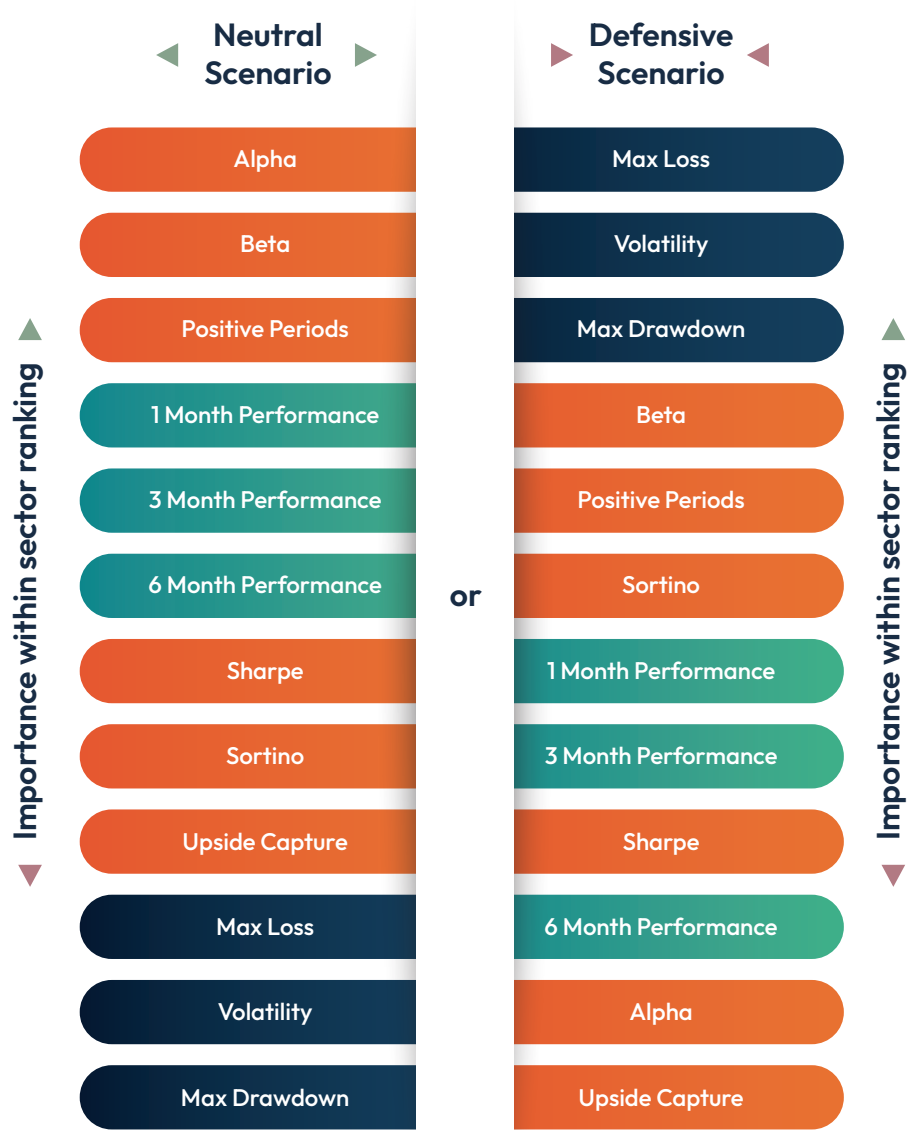 Neutral
Scenario
Alpha
Beta
Positive Periods
1 Month Performance
3 Month Performance
6 Month Performance
Sharpe
Sortino
Upside Capture
Max Loss
Volatility
Max Drawdown
Importance within sector ranking
or
Defensive
Scenario
Max Loss
Volatility
Max Drawdown
Beta
Positive Periods
Sortino
1 Month Performance
3 Month Performance
Sharpe
6 Month Performance
Alpha
Upside Capture
Importance within sector ranking